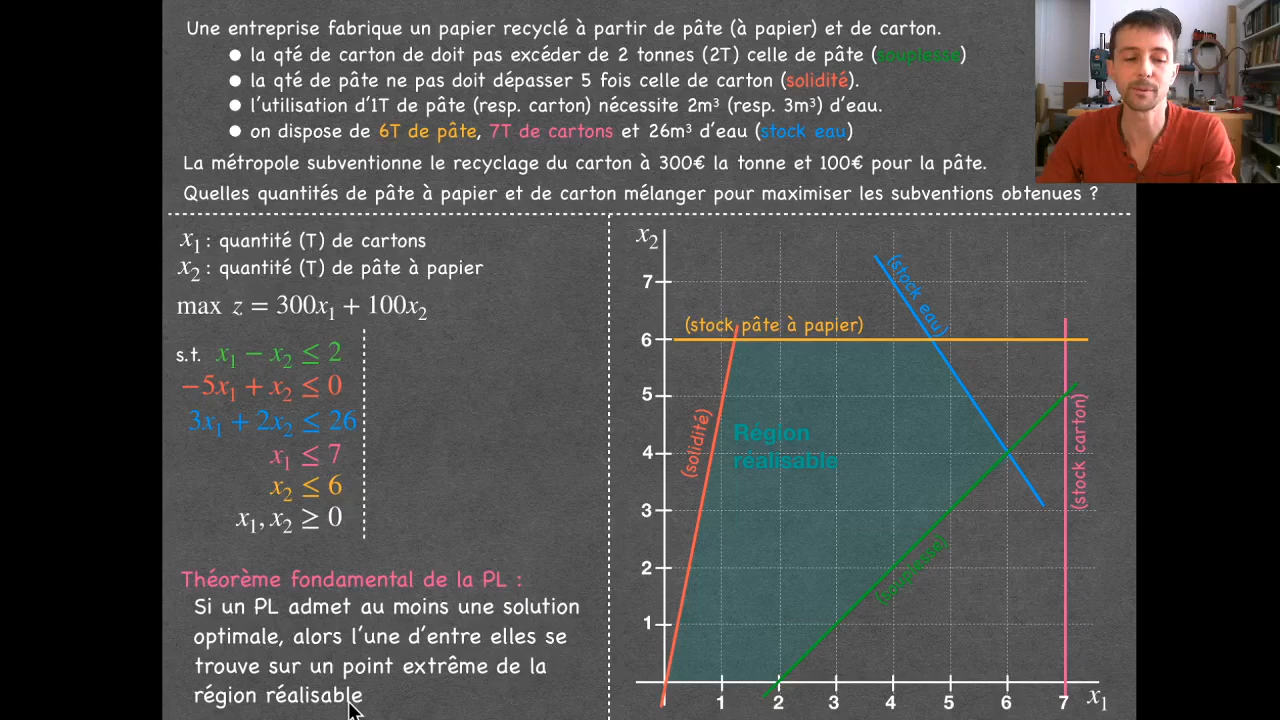 Une entreprise fabrique un papier recyclé à partir de pâte (à papier) et de carton.
● la qté de carton de doit pas excéder de 2 tonnes (2T) celle de pâte (souplesse)
● la qté de pâte ne pas doit dépasser 5 fois celle de carton (solidité).
● l'utilisation d'1T de pâte (resp. carton) nécessite 2m³ (resp. 3m³) d'eau.
● on dispose de 6T de pâte, 7T de cartons et 26m³ d'eau (stock eau)
La métropole subventionne le recyclage du carton à 300€ la tonne et 100€ pour la pâte.
Quelles quantités de pâte à papier et de carton mélanger pour maximiser les subventions obtenues ?
x₁ : quantité (T) de cartons
x₂ : quantité (T) de pâte à papier
max z = 300x₁ + 100x₂
s.t. x₁ − x₂ ≤ 2
−5x₁ + x₂ ≤ 0
3x₁ + 2x₂ ≤ 26
x₁ ≤ 7
x₂ ≤ 6
x₁, x₂ ≥ 0
Théorème fondamental de la PL :
Si un PL admet au moins une solution
optimale, alors l'une d'entre elles se
trouve sur un point extrême de la
région réalisable
x₂
7
6
5
4
3
2
1
(stock pâte à papier)
(stock eau)
(solidité)
Région
réalisable
(stock carton)
(souplesse)
1 2 3 4 5 6 7 x₁